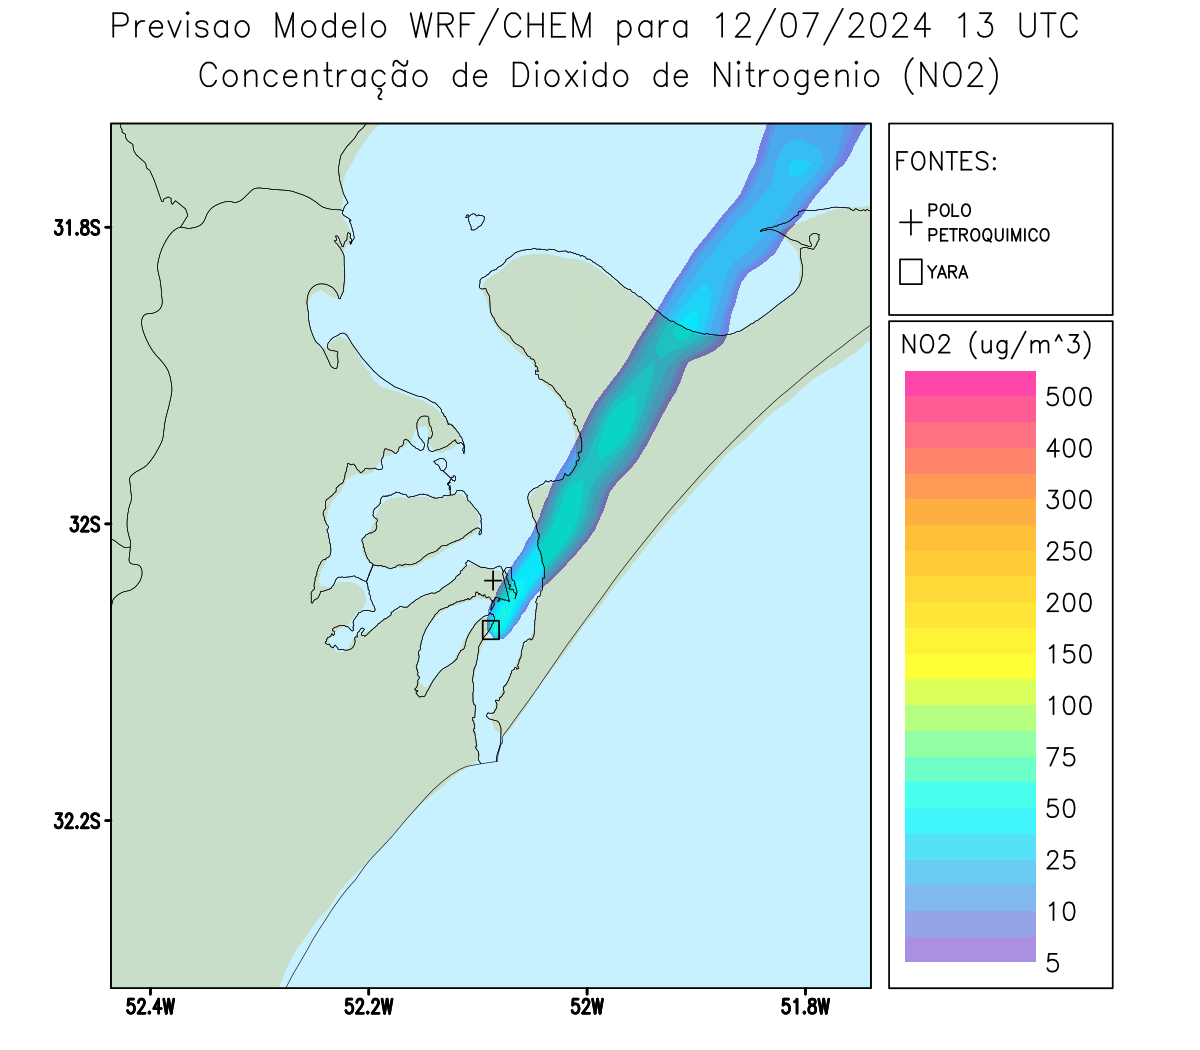 Previsao Modelo WRF/CHEM para 12/07/2024 13 UTC
Concentração de Dioxido de Nitrogenio (NO2)
FONTES:
POLO
PETROQUIMICO
YARA
NO2 (ug/m^3)
500
400
300
250
200
150
100
75
50
25
10
5
31.8S
32S
32.2S
52.4W
52.2W
52W
51.8W